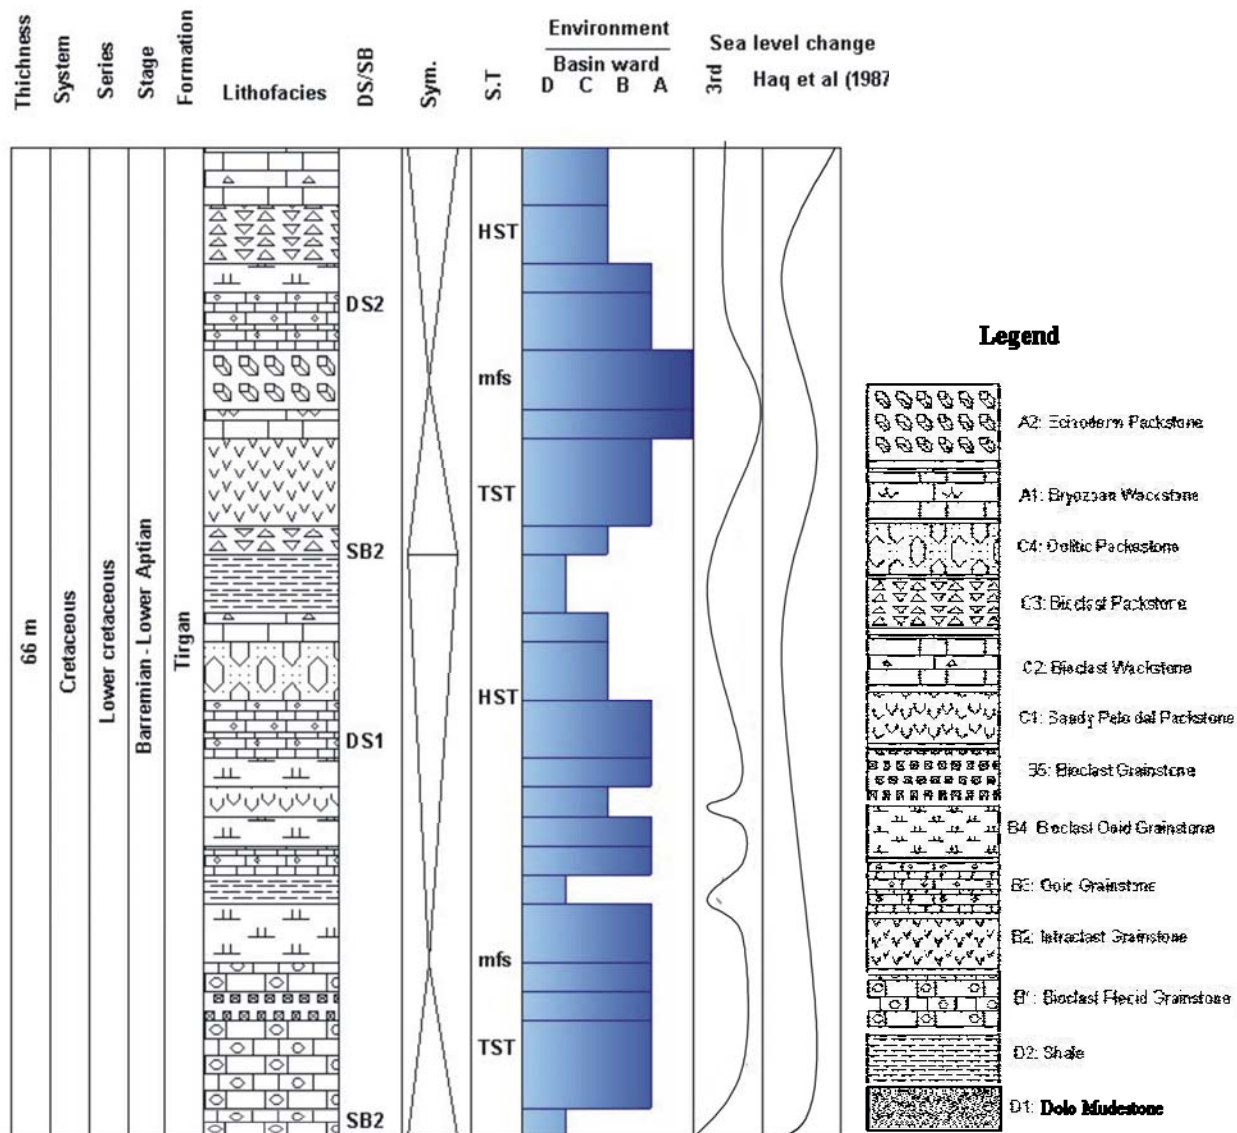 Thichness
System
Series
Stage
Formation
Lithofacies
DS/SB
Sym.
S.T
Environment
Basin ward
D C B A
Sea level change
3rd
Haq et al (1987
66 m
Cretaceous
Lower cretaceous
Barremian - Lower Aptian
Tirgan
HST
DS2
mfs
TST
SB2
HST
DS1
mfs
TST
SB2
Legend
A2: Echoderm Packstone
A1: Bryozoan Wackstone
C4: Oolitic Packestone
C3: Bioclast Packstone
C2: Bioclast Wackstone
C1: Sandy Peloidal Packstone
B5: Bioclast Grainstone
B4: Bioclast Ooid Grainstone
B3: Ooid Grainstone
B2: Intraclast Grainstone
B1: Bioclast Grainstone
D2: Shale
D1: Dolo Mudestone